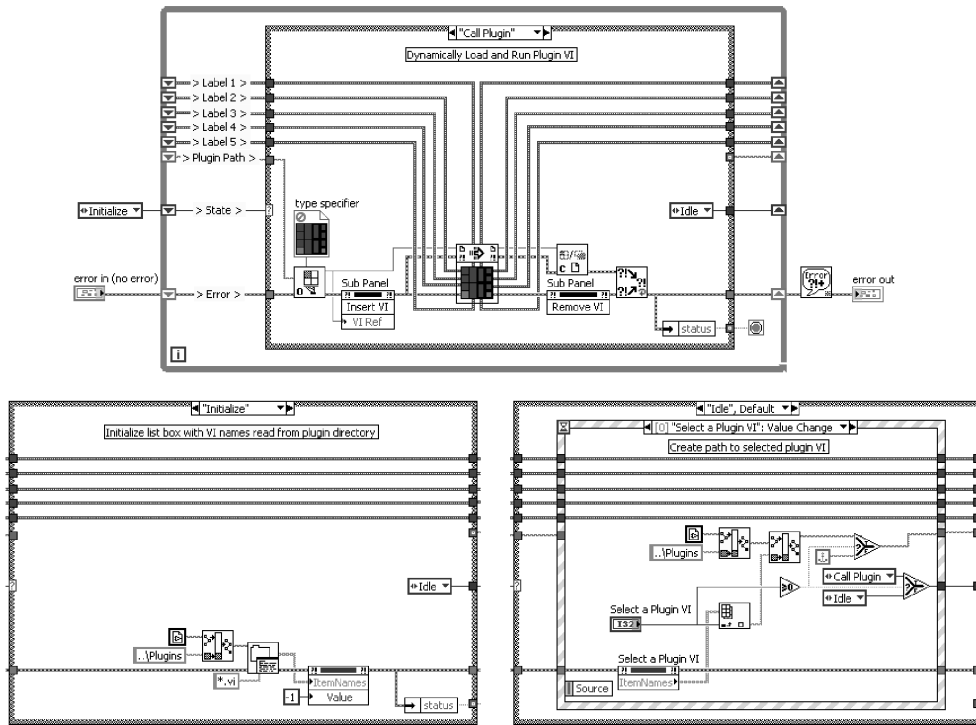 "Call Plugin"
Dynamically Load and Run Plugin VI
> Label 1 >
> Label 2 >
> Label 3 >
> Label 4 >
> Label 5 >
> Plugin Path >
type specifier
Initialize
> State >
Idle
error in (no error)
> Error >
Sub Panel
Insert VI
VI Ref
Sub Panel
Remove VI
status
Error
error out
i
"Initialize"
Initialize list box with VI names read from plugin directory
Idle
..\Plugins
*.vi
ItemNames
-1
Value
status
"Idle", Default
[0] "Select a Plugin VI": Value Change
Create path to selected plugin VI
..\Plugins
≥0
Call Plugin
Idle
Select a Plugin VI
I32
Select a Plugin VI
ItemNames
Source